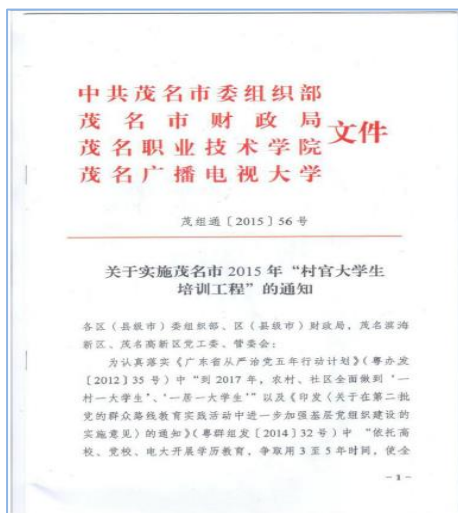 中共茂名市委组织部
茂名市财政局
茂名职业技术学院
茂名广播电视大学
文件
茂组通〔2015〕56号
关于实施茂名市2015年“村官大学生
培训工程”的通知
各区（县级市）委组织部、区（县级市）财政局，茂名滨海
新区、茂名高新区党工委、管委会：
为认真落实《广东省从严治党五年行动计划》（粤办发
〔2012〕35号）中“到2017年，农村、社区全面做到‘一
村一大学生’、‘一居一大学生’”以及《印发〈关于在第二批
党的群众路线教育实践活动中进一步加强基层党组织建设的
实施意见〉的通知》（粤群组发〔2014〕32号）中“依托高
校、党校、电大开展学历教育，争取用3至5年时间，使全
-1-